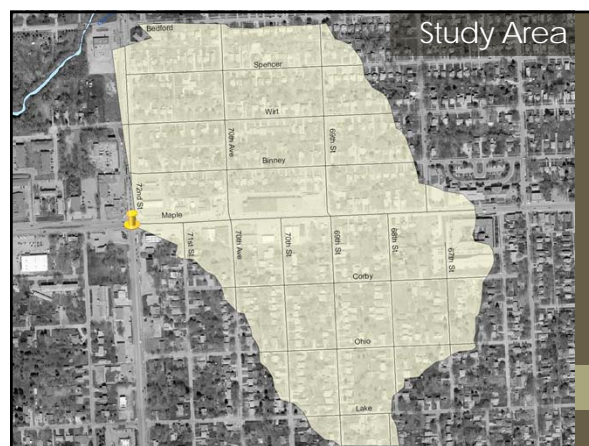 Study Area
Bedford
Spencer
Wirt
70th Ave
69th St
Binney
72nd St
Maple
71st St
70th Ave
70th St
69th St
68th St
67th St
Corby
Ohio
Lake